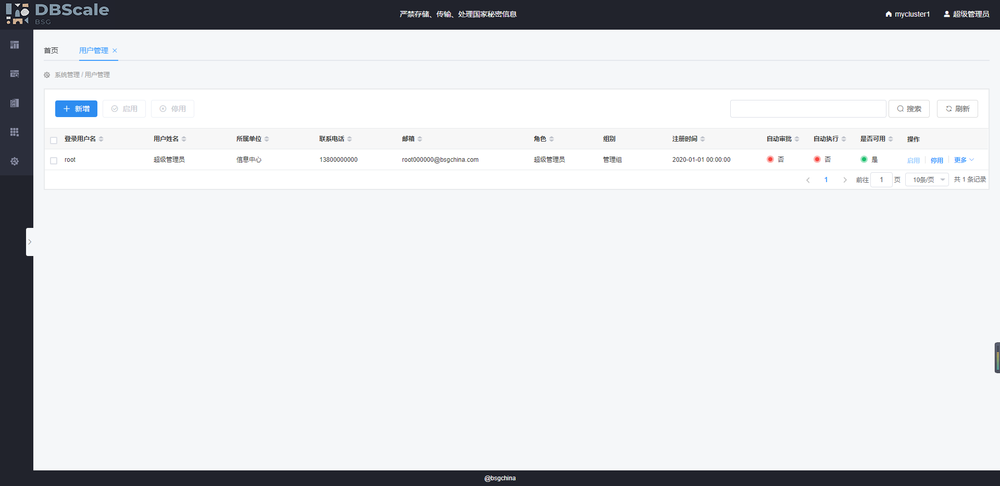 DBScale
BSG
严禁存储、传输、处理国家秘密信息
mycluster1
超级管理员
首页
用户管理
系统管理 / 用户管理
新增
启用
停用
搜索
刷新
登录用户名 用户姓名 所属单位 联系电话 邮箱 角色 组别 注册时间 自动审批 自动执行 是否可用 操作
root 超级管理员 信息中心 13800000000 root000000@bsgchina.com 超级管理员 管理组 2020-01-01 00:00:00 否 否 是 启用 停用 更多
1 前往 1 页 10条/页 共 1 条记录
@bsgchina